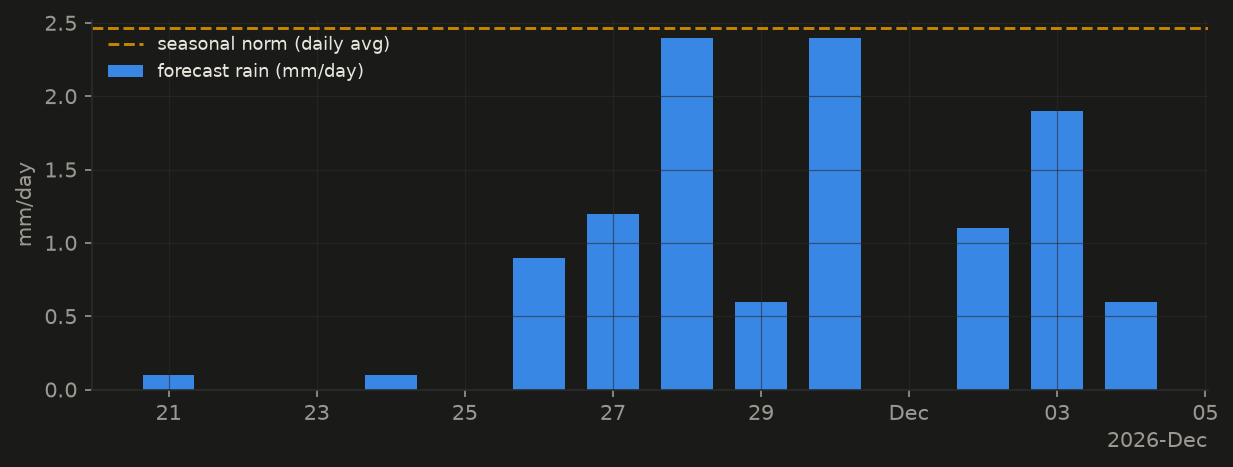 2.5
seasonal norm (daily avg)
forecast rain (mm/day)
2.0
1.5
1.0
0.5
0.0
mm/day
21 23 25 27 29 Dec 03 05
2026-Dec